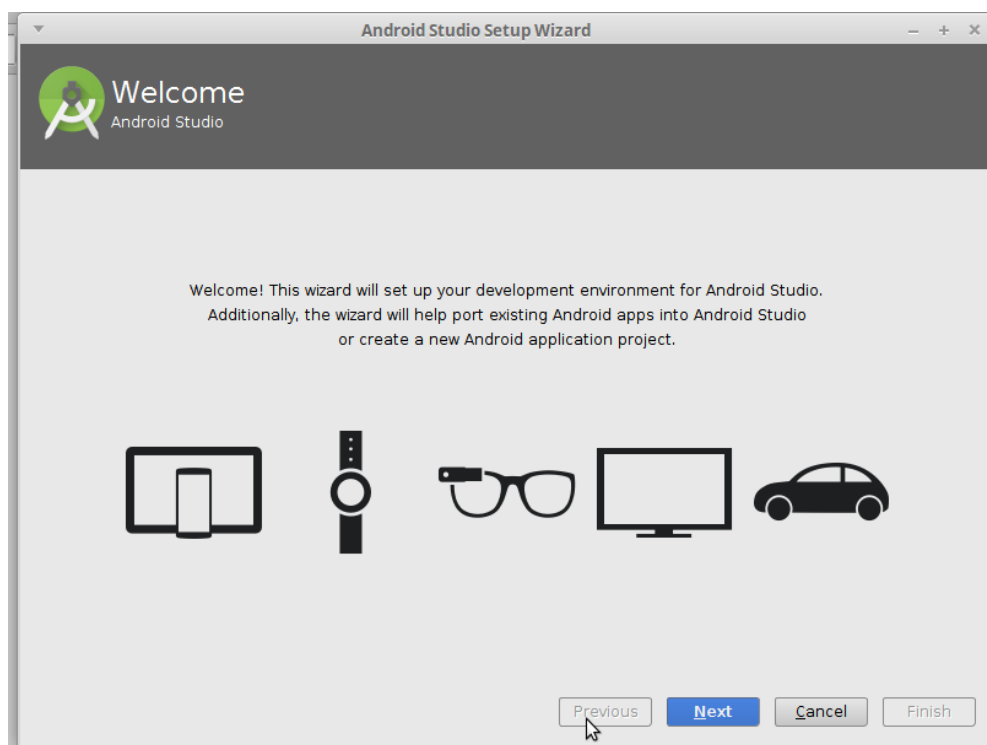 Android Studio Setup Wizard
Welcome
Android Studio
Welcome! This wizard will set up your development environment for Android Studio.
Additionally, the wizard will help port existing Android apps into Android Studio
or create a new Android application project.
Previous Next Cancel Finish